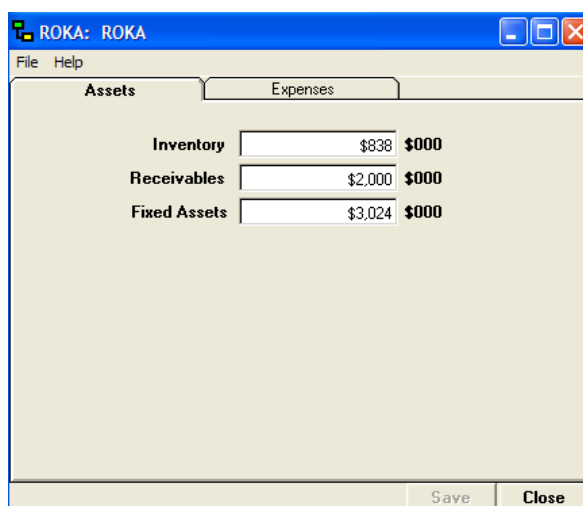 ROKA: ROKA
File Help
Assets Expenses
Inventory $838 $000
Receivables $2,000 $000
Fixed Assets $3,024 $000
Save Close